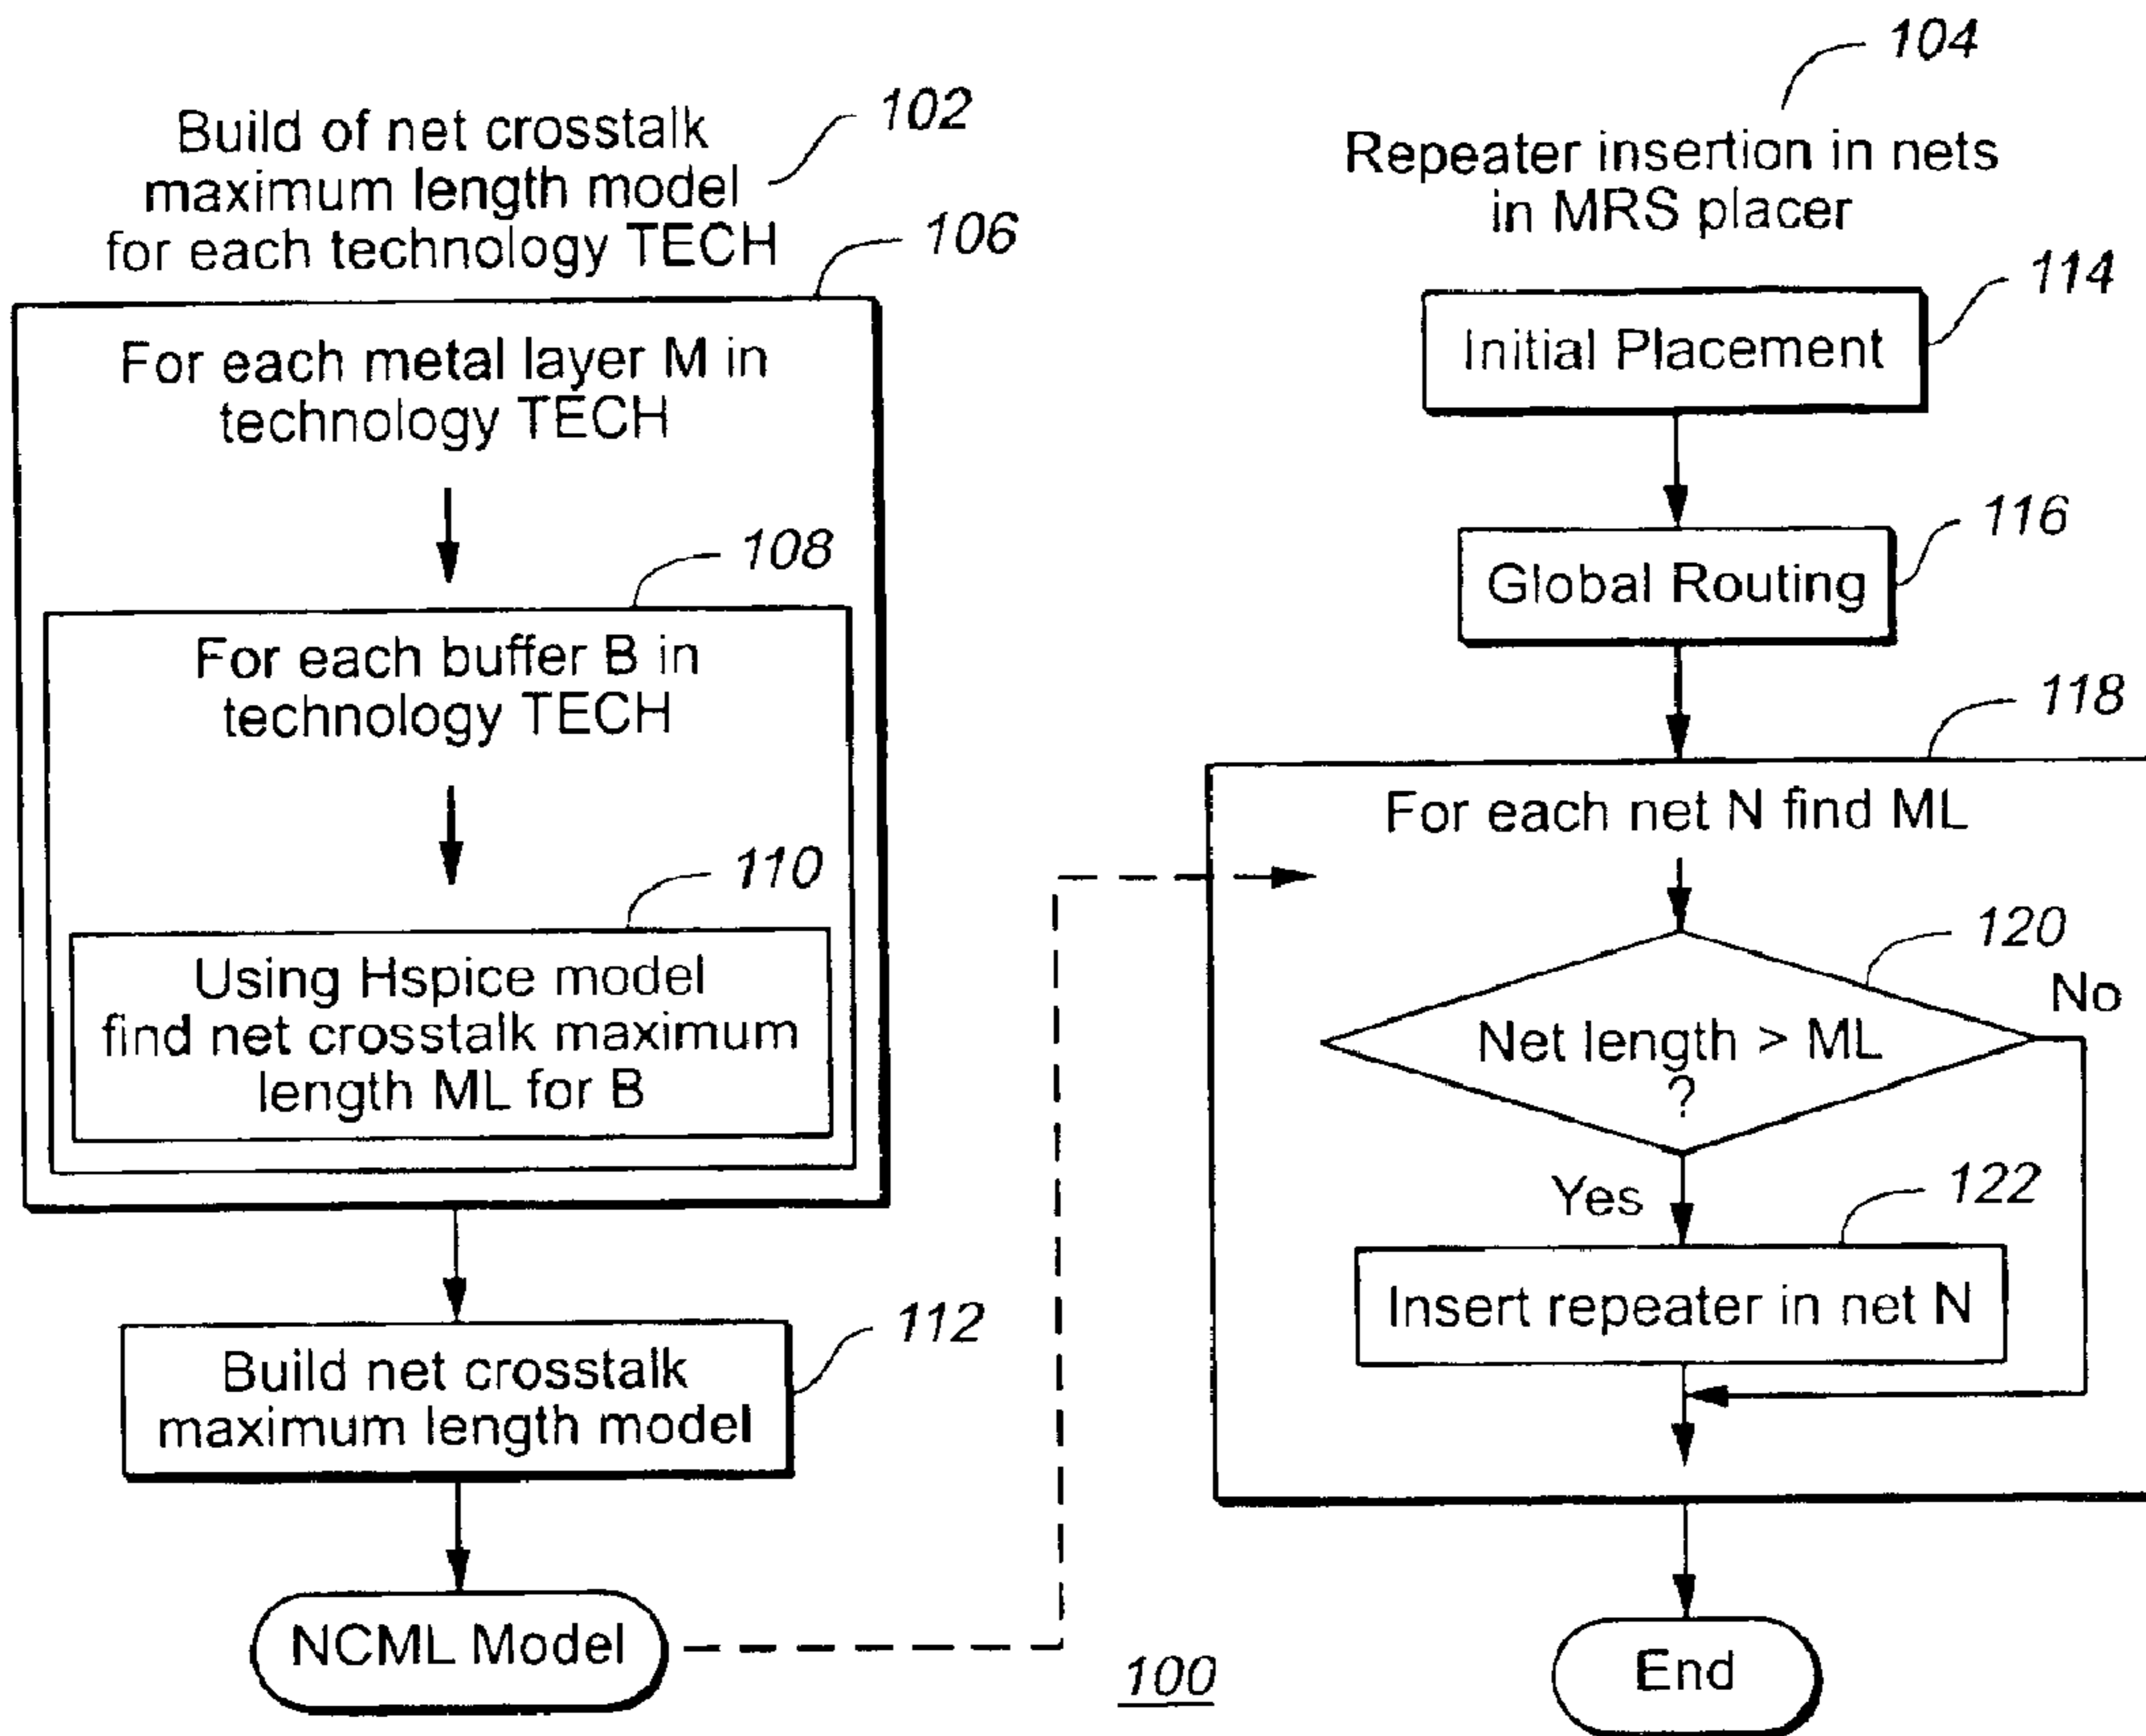 102
Build of net crosstalk
maximum length model
for each technology TECH
106
For each metal layer M in
technology TECH
108
For each buffer B in
technology TECH
110
Using Hspice model
find net crosstalk maximum
length ML for B
112
Build net crosstalk
maximum length model
NCML Model
104
Repeater insertion in nets
in MRS placer
114
Initial Placement
116
Global Routing
118
For each net N find ML
120
No
Net length > ML
?
Yes
122
Insert repeater in net N
End
100